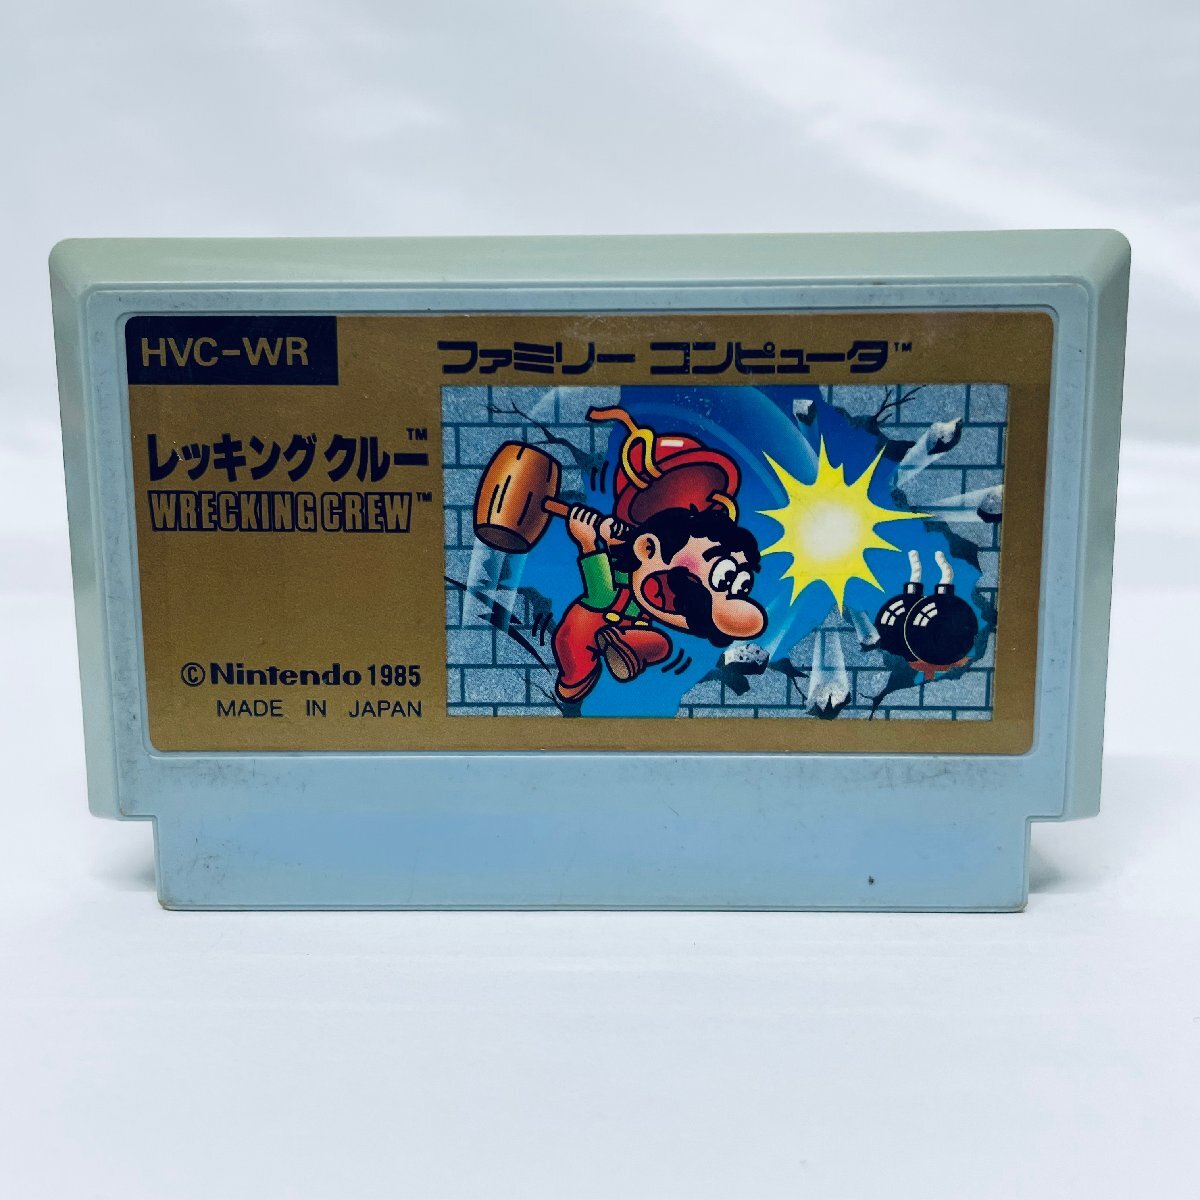 HVC-WR
ファミリー コンピュータ™
レッキングクルー™
WRECKING CREW™
©Nintendo 1985
MADE IN JAPAN